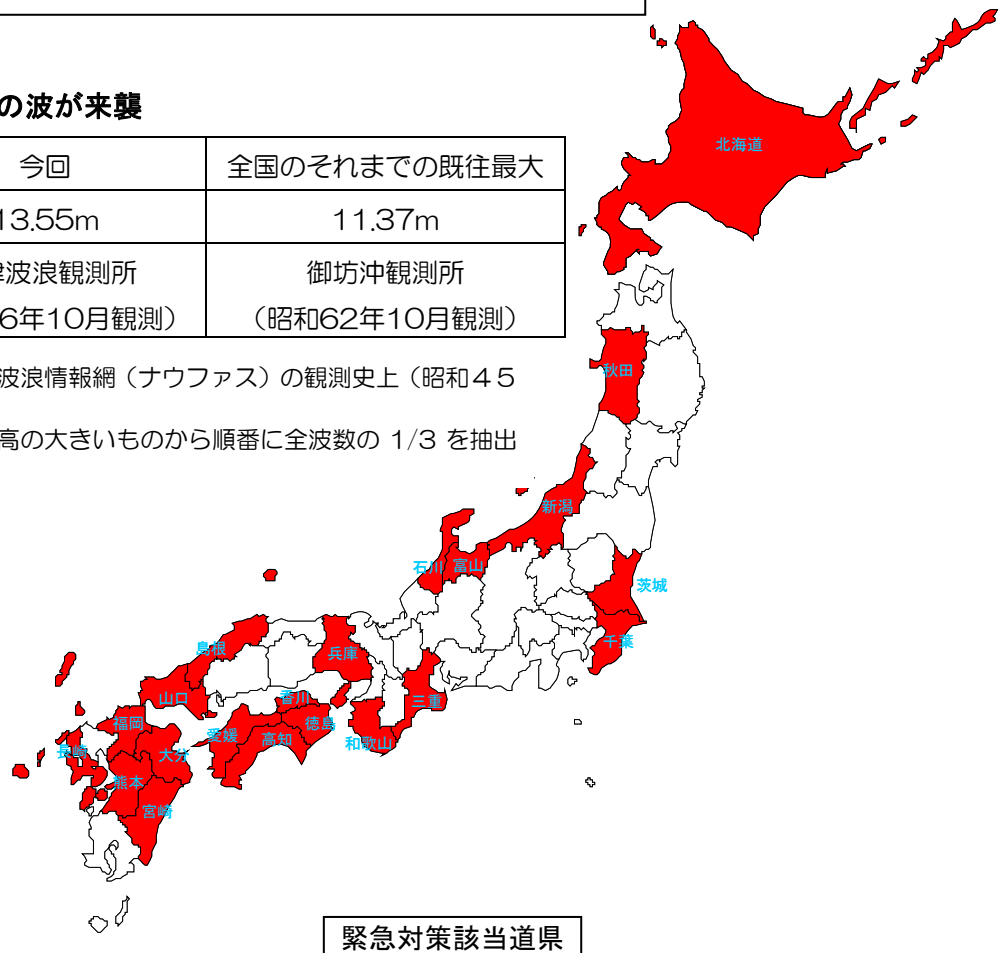 の波が来襲
今回
全国のそれまでの既往最大
13.55m
11.37m
津波浪観測所
御坊沖観測所
6年10月観測）
（昭和62年10月観測）
波浪情報網（ナウファス）の観測史上（昭和４５
高の大きいものから順番に全波数の 1/3 を抽出
北海道
秋田
新潟
石川
富山
茨城
千葉
島根
兵庫
山口
香川
三重
福岡
徳島
愛媛
高知
和歌山
長崎
大分
熊本
宮崎
緊急対策該当道県